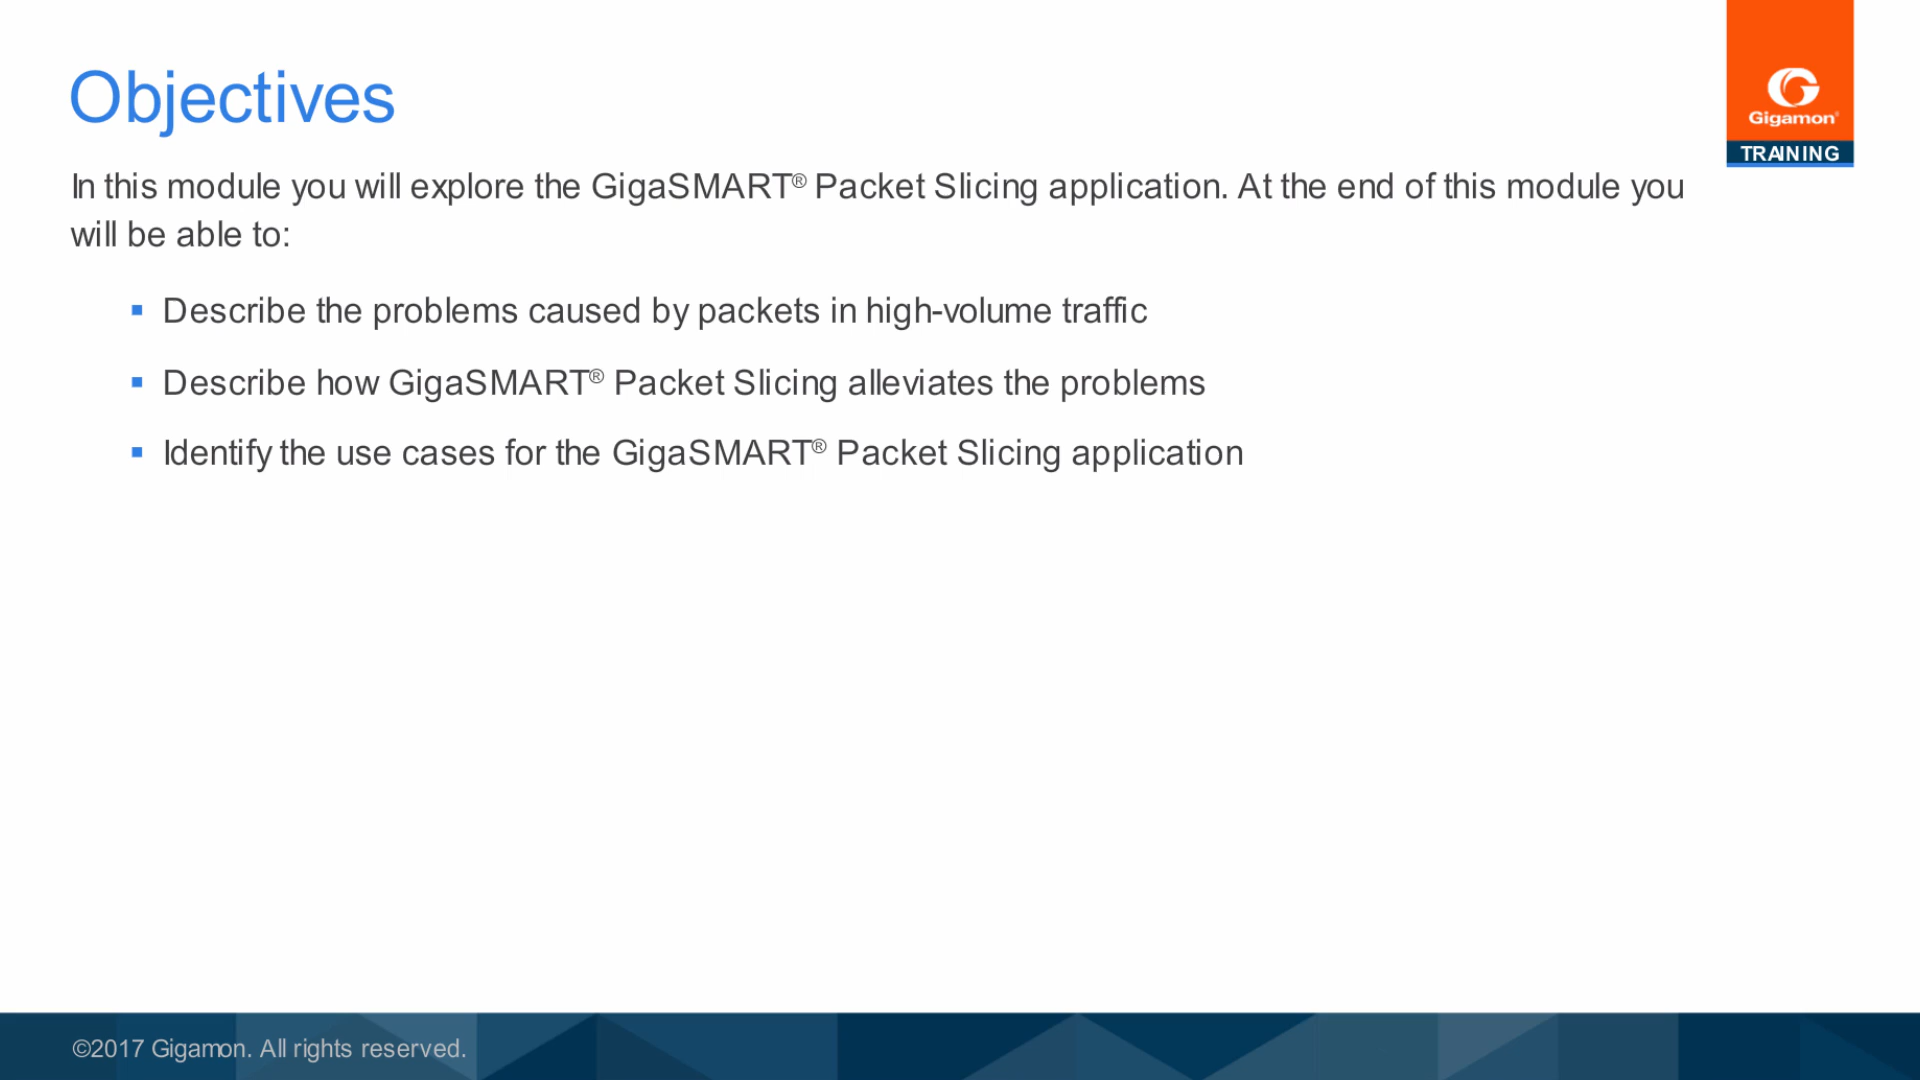 Objectives
Gigamon®
TRAINING
In this module you will explore the GigaSMART® Packet Slicing application. At the end of this module you
will be able to:
▪ Describe the problems caused by packets in high-volume traffic
▪ Describe how GigaSMART® Packet Slicing alleviates the problems
▪ Identify the use cases for the GigaSMART® Packet Slicing application
©2017 Gigamon. All rights reserved.